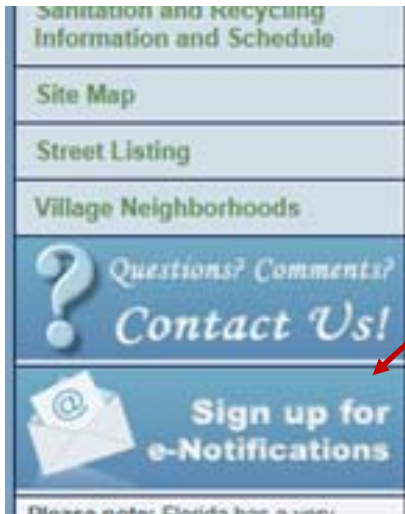 Sanitation and Recycling
Information and Schedule
Site Map
Street Listing
Village Neighborhoods
?
Questions? Comments?
Contact Us!
@
Sign up for
e-Notifications
Please note: Florida has a very